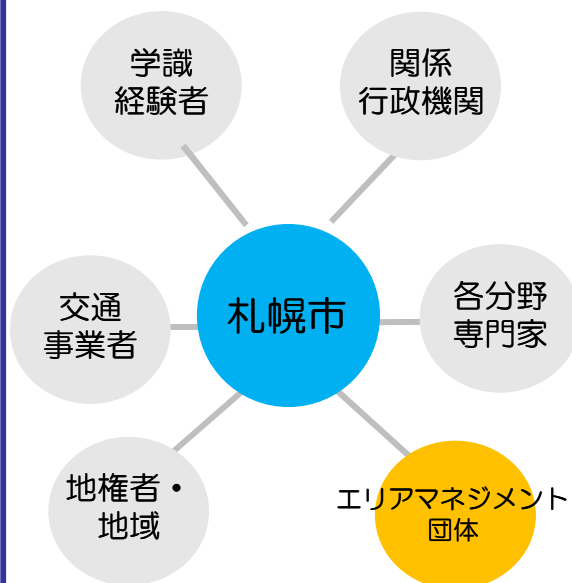 学識
経験者
関係
行政機関
札幌市
交通
事業者
各分野
専門家
地権者・
地域
エリアマネジメント
団体